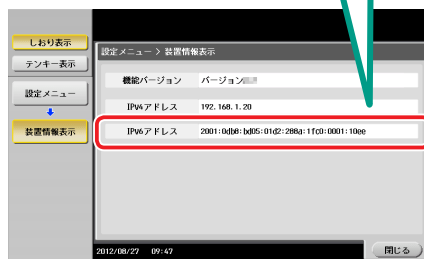 しおり表示
テンキー表示
設定メニュー
装置情報表示
設定メニュー > 装置情報表示
機能バージョン バージョン
IPv4アドレス 192.168.1.20
IPv6アドレス 2001:0db8:bd05:01d2:288a:1fc0:0001:10ee
2012/08/27 09:47
閉じる